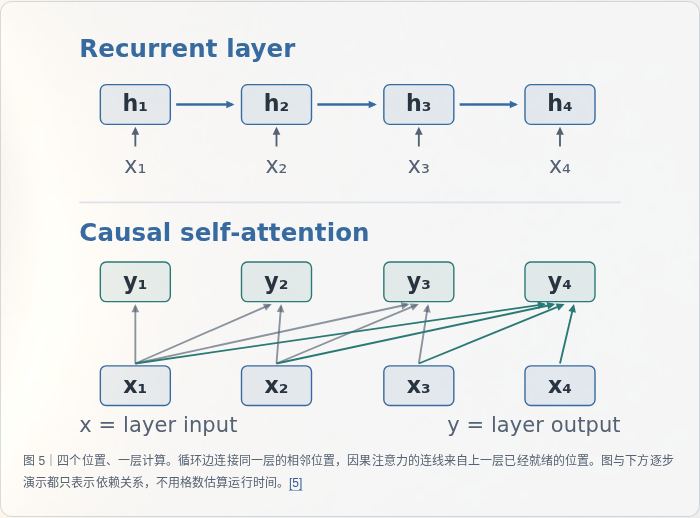 Recurrent layer
h₁ h₂ h₃ h₄
x₁ x₂ x₃ x₄
Causal self-attention
y₁ y₂ y₃ y₄
x₁ x₂ x₃ x₄
x = layer input y = layer output
图 5｜四个位置、一层计算。循环边连接同一层的相邻位置，因果注意力的连线来自上一层已经就绪的位置。图与下方逐步
演示都只表示依赖关系，不用格数估算运行时间。[5]